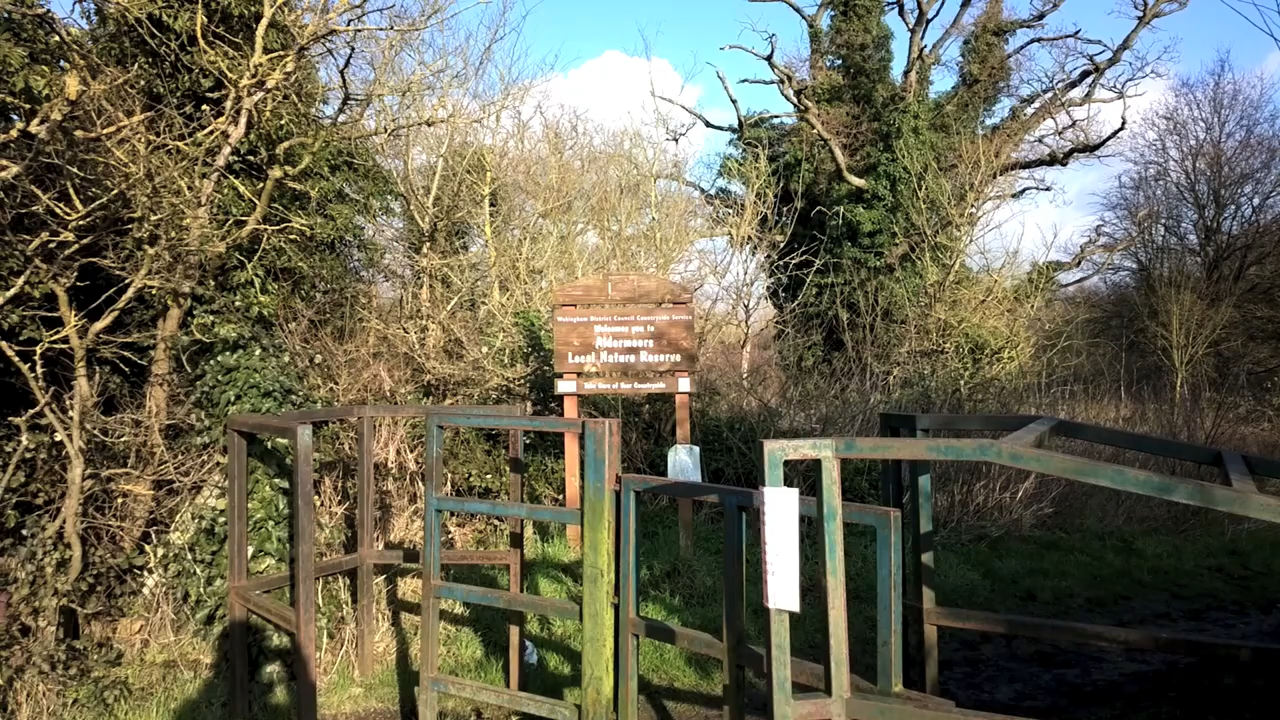 Wokingham District Council Countryside Service
Welcomes you to
Aldermoors
Local Nature Reserve
Take Care of Your Countryside